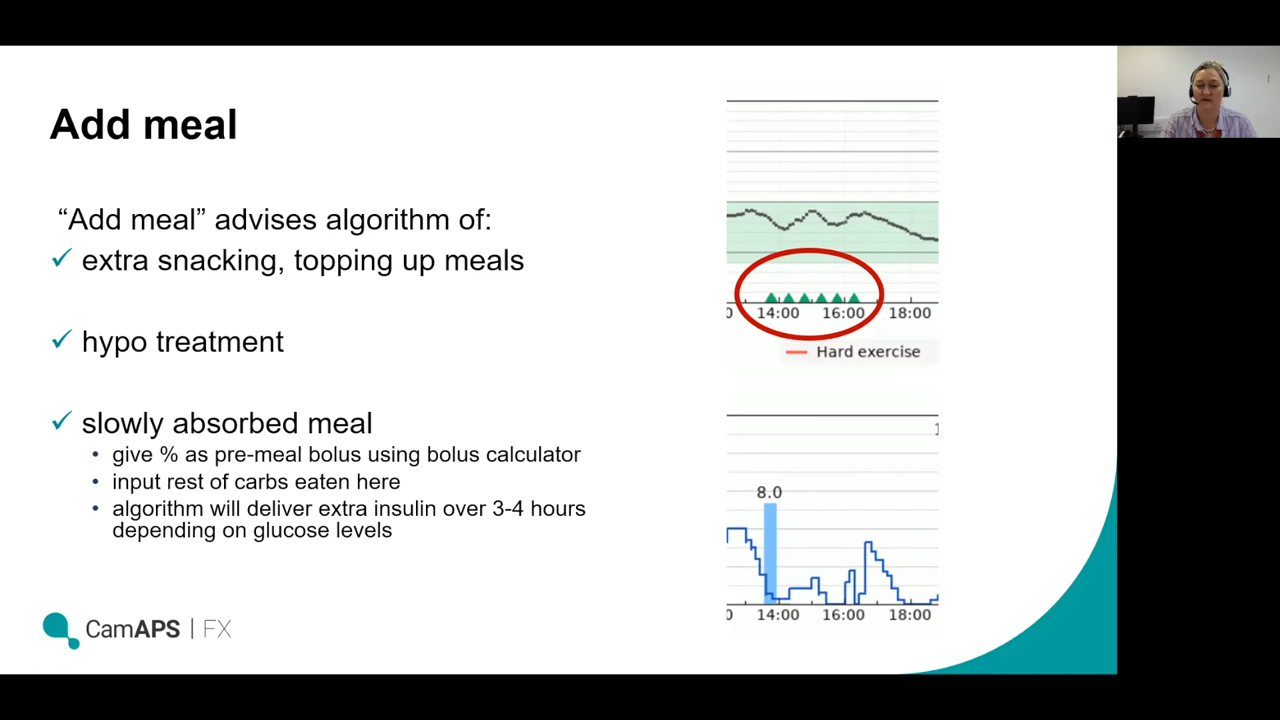 Add meal
“Add meal” advises algorithm of:
extra snacking, topping up meals
hypo treatment
slowly absorbed meal
• give % as pre-meal bolus using bolus calculator
• input rest of carbs eaten here
• algorithm will deliver extra insulin over 3-4 hours
depending on glucose levels
CamAPS | FX
0 14:00 16:00 18:00
Hard exercise
1
8.0
0 14:00 16:00 18:00